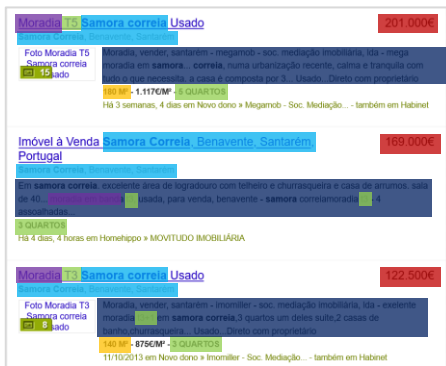 Moradia T5 Samora correia Usado
201.000€
Samora Correia, Benavente, Santarém
Foto Moradia T5
Samora correia
Usado
15
Moradia, vender, santarém - megamob - soc. mediação imobiliária, lda - mega
moradia em samora... correia, numa urbanização recente, calma e tranquila com
tudo o que necessita. a casa é composta por 3... Usado...Direto com proprietário
180 M² - 1.117€/M² - 6 QUARTOS
Há 3 semanas, 4 dias em Novo dono » Megamob - Soc. Mediação... - também em Habinet
Imóvel à Venda Samora Correia, Benavente, Santarém,
Portugal
169.000€
Samora Correia, Benavente, Santarém
Em samora correia, excelente área de logradouro com telheiro e churrasqueira e casa de arrumos, sala
de 40... usada, para venda, benavente - samora correiamoradia - 4
assoalhadas...
3 QUARTOS
Há 4 dias, 4 horas em Homehippo » MOVITUDO IMOBILIÁRIA
Moradia T3 Samora correia Usado
122.500€
Samora Correia, Benavente, Santarém
Foto Moradia T3
Samora correia
Usado
8
Moradia, vender, santarém - Imomiller - soc. mediação imobiliária, lda - exelente
moradia em samora correia,3 quartos um deles suite,2 casas de
banho,churrasqueira... Usado...Direto com proprietário
140 M² - 875€/M² - 3 QUARTOS
11/10/2013 em Novo dono » Imomiller - Soc. Mediação... - também em Habinet